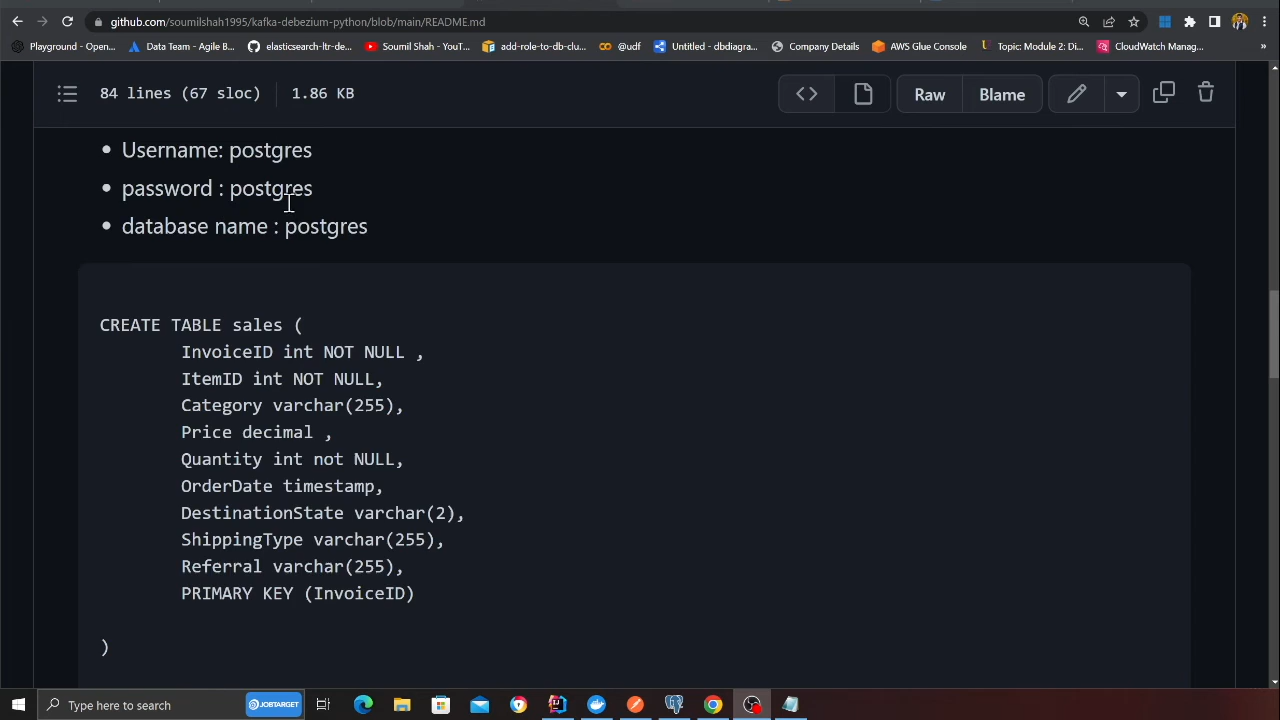 github.com/soumilshah1995/kafka-debezium-python/blob/main/README.md
Playground - Open...
Data Team - Agile B...
elasticsearch-ltr-de...
Soumil Shah - YouT...
add-role-to-db-clu...
@udf
Untitled - dbdiagra...
Company Details
AWS Glue Console
Topic: Module 2: Di...
CloudWatch Manag...
»
84 lines (67 sloc)
1.86 KB
Raw
Blame
Username: postgres
password : postgres
database name : postgres
CREATE TABLE sales (
InvoiceID int NOT NULL ,
ItemID int NOT NULL,
Category varchar(255),
Price decimal ,
Quantity int not NULL,
OrderDate timestamp,
DestinationState varchar(2),
ShippingType varchar(255),
Referral varchar(255),
PRIMARY KEY (InvoiceID)
)
Type here to search
JOBTARGET